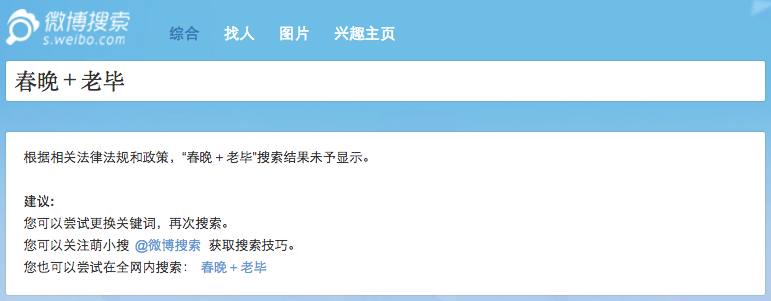 微博搜索
s.weibo.com
综合 找人 图片 兴趣主页
春晚＋老毕
根据相关法律法规和政策，“春晚＋老毕”搜索结果未予显示。
建议:
您可以尝试更换关键词，再次搜索。
您可以关注萌小搜 @微博搜索 获取搜索技巧。
您也可以尝试在全网内搜索： 春晚＋老毕